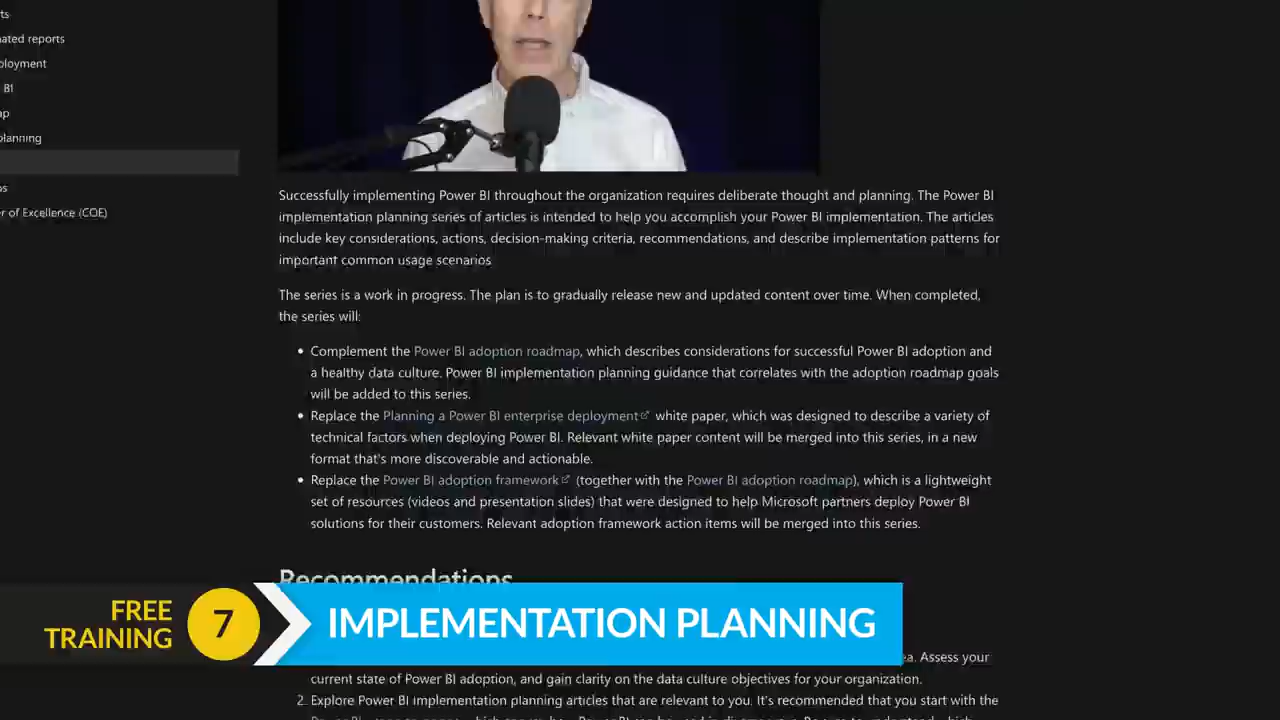 ts
ated reports
ployment
BI
ap
planning
os
r of Excellence (COE)
Successfully implementing Power BI throughout the organization requires deliberate thought and planning. The Power BI
implementation planning series of articles is intended to help you accomplish your Power BI implementation. The articles
include key considerations, actions, decision-making criteria, recommendations, and describe implementation patterns for
important common usage scenarios.
The series is a work in progress. The plan is to gradually release new and updated content over time. When completed,
the series will:
• Complement the Power BI adoption roadmap, which describes considerations for successful Power BI adoption and
a healthy data culture. Power BI implementation planning guidance that correlates with the adoption roadmap goals
will be added to this series.
• Replace the Planning a Power BI enterprise deployment white paper, which was designed to describe a variety of
technical factors when deploying Power BI. Relevant white paper content will be merged into this series, in a new
format that's more discoverable and actionable.
• Replace the Power BI adoption framework (together with the Power BI adoption roadmap), which is a lightweight
set of resources (videos and presentation slides) that were designed to help Microsoft partners deploy Power BI
solutions for their customers. Relevant adoption framework action items will be merged into this series.
Recommendations
FREE
TRAINING
7
IMPLEMENTATION PLANNING
ea. Assess your
current state of Power BI adoption, and gain clarity on the data culture objectives for your organization.
2. Explore Power BI implementation planning articles that are relevant to you. It's recommended that you start with the